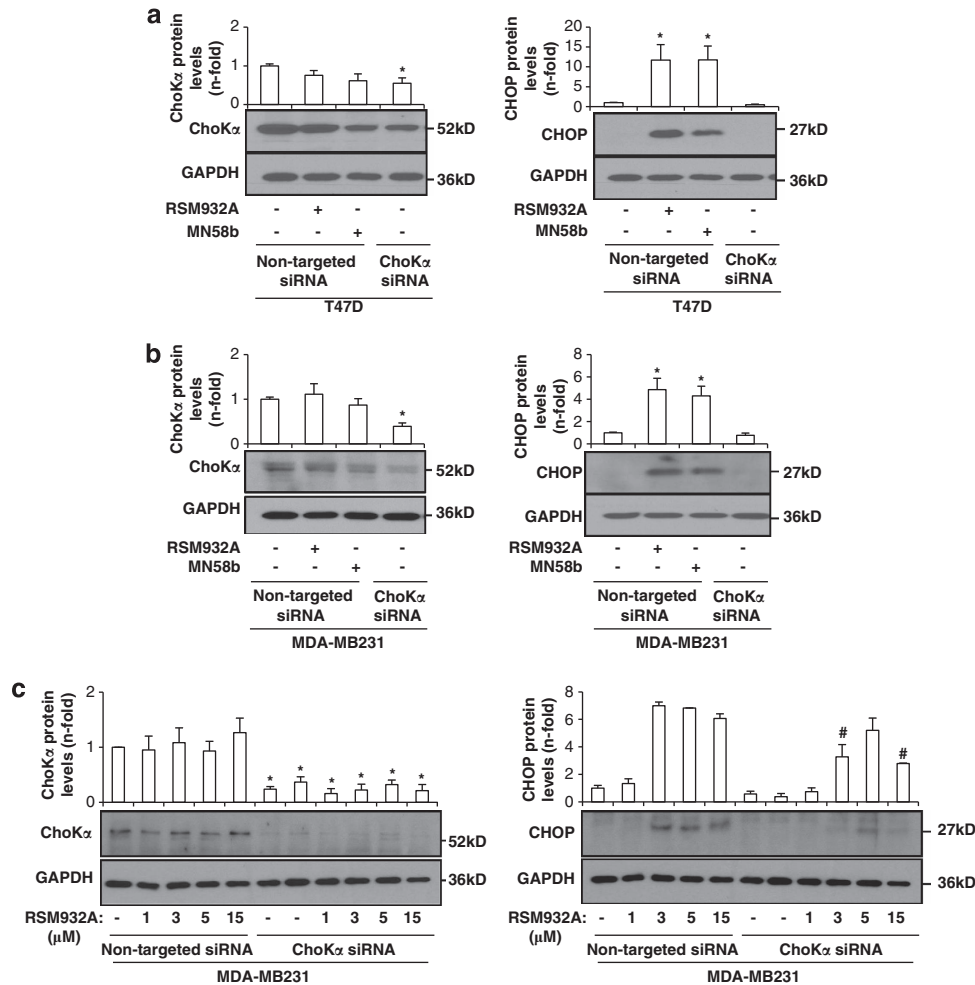 a
ChoKα protein levels (n-fold)
2
1
0
*
ChoKα
52kD
GAPDH
36kD
RSM932A - + - -
MN58b - - + -
Non-targeted siRNA
ChoKα siRNA
T47D
CHOP protein levels (n-fold)
20
15
10
5
0
* *
CHOP
27kD
GAPDH
36kD
RSM932A - + - -
MN58b - - + -
Non-targeted siRNA
ChoKα siRNA
T47D
b
ChoKα protein levels (n-fold)
2
1
0
*
ChoKα
52kD
GAPDH
36kD
RSM932A - + - -
MN58b - - + -
Non-targeted siRNA
ChoKα siRNA
MDA-MB231
CHOP protein levels (n-fold)
8
6
4
2
0
* *
CHOP
27kD
GAPDH
36kD
RSM932A - + - -
MN58b - - + -
Non-targeted siRNA
ChoKα siRNA
MDA-MB231
c
ChoKα protein levels (n-fold)
2
1
0
* * * * * *
ChoKα
52kD
GAPDH
36kD
RSM932A: - 1 3 5 15 - - 1 3 5 15
(μM)
Non-targeted siRNA
ChoKα siRNA
MDA-MB231
CHOP protein levels (n-fold)
8
6
4
2
0
# #
CHOP
27kD
GAPDH
36kD
RSM932A: - 1 3 5 15 - - 1 3 5 15
(μM)
Non-targeted siRNA
ChoKα siRNA
MDA-MB231